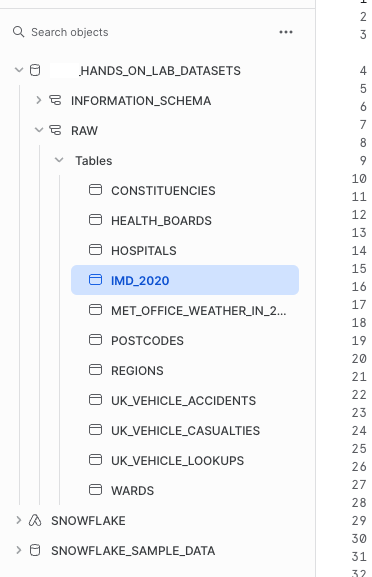 1
2
Search objects
3
_HANDS_ON_LAB_DATASETS
4
5
INFORMATION_SCHEMA
6
RAW
7
8
Tables
9
10
CONSTITUENCIES
11
HEALTH_BOARDS
12
13
HOSPITALS
14
IMD_2020
15
16
MET_OFFICE_WEATHER_IN_2...
17
18
POSTCODES
19
REGIONS
20
21
UK_VEHICLE_ACCIDENTS
22
23
UK_VEHICLE_CASUALTIES
24
25
UK_VEHICLE_LOOKUPS
26
WARDS
27
28
SNOWFLAKE
29
30
SNOWFLAKE_SAMPLE_DATA
31
32